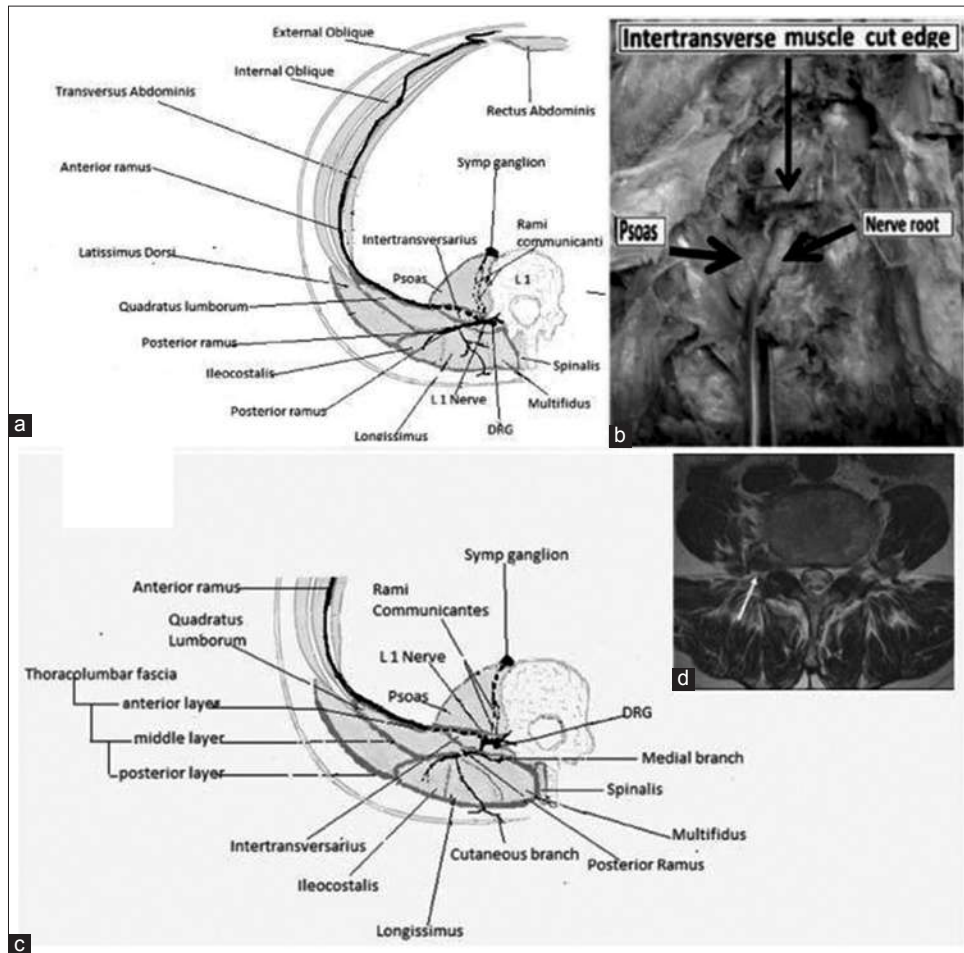 External Oblique
Internal Oblique
Transversus Abdominis
Rectus Abdominis
Anterior ramus
Symp ganglion
Latissimus Dorsi
Intertransversarius
Rami
communicanti
Psoas
L 1
Quadratus lumborum
Posterior ramus
Ileocostalis
Spinalis
Posterior ramus
L 1 Nerve
Multifidus
Longissimus
DRG
a
Intertransverse muscle cut edge
Psoas
Nerve root
b
Symp ganglion
Anterior ramus
Rami
Communicantes
Quadratus
Lumborum
L 1 Nerve
Thoracolumbar fascia
Psoas
anterior layer
DRG
middle layer
Medial branch
posterior layer
Spinalis
Multifidus
Intertransversarius
Cutaneous branch
Posterior Ramus
Ileocostalis
Longissimus
c
d